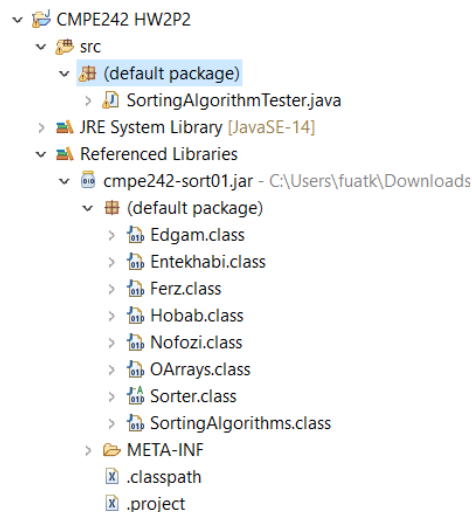 CMPE242 HW2P2
src
(default package)
SortingAlgorithmTester.java
JRE System Library [JavaSE-14]
Referenced Libraries
cmpe242-sort01.jar - C:\Users\fuatk\Downloads
(default package)
Edgam.class
Entekhabi.class
Ferz.class
Hobab.class
Nofozi.class
OArrays.class
Sorter.class
SortingAlgorithms.class
META-INF
.classpath
.project